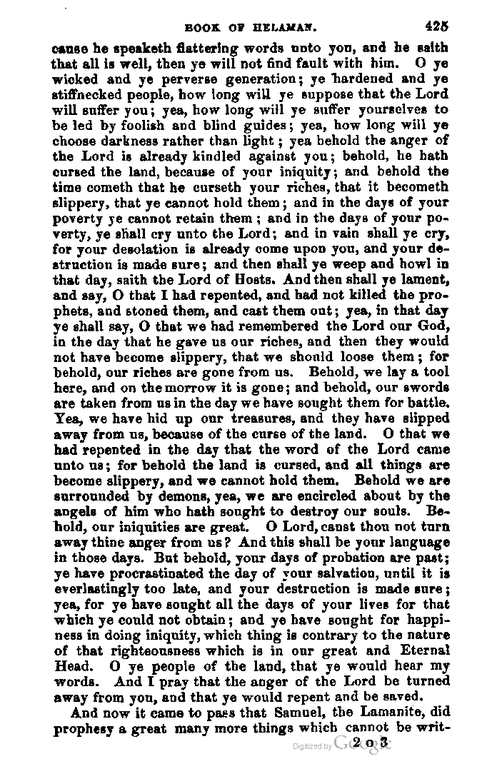 BOOK OF HELAMAN. 425
cause he speaketh flattering words unto you, and he saith
that all is well, then ye will not find fault with him. O ye
wicked and ye perverse generation; ye hardened and ye
stiffnecked people, how long will ye suppose that the Lord
will suffer you; yea, how long will ye suffer yourselves to
be led by foolish and blind guides; yea, how long will ye
choose darkness rather than light; yea behold the anger of
the Lord is already kindled against you; behold, he hath
cursed the land, because of your iniquity; and behold the
time cometh that he curseth your riches, that it becometh
slippery, that ye cannot hold them; and in the days of your
poverty ye cannot retain them; and in the days of your po-
verty, ye shall cry unto the Lord; and in vain shall ye cry,
for your desolation is already come upon you, and your de-
struction is made sure; and then shall ye weep and howl in
that day, saith the Lord of Hosts. And then shall ye lament,
and say, O that I had repented, and had not killed the pro-
phets, and stoned them, and cast them out; yea, in that day
ye shall say, O that we had remembered the Lord our God,
in the day that he gave us our riches, and then they would
not have become slippery, that we should loose them; for
behold, our riches are gone from us. Behold, we lay a tool
here, and on the morrow it is gone; and behold, our swords
are taken from us in the day we have sought them for battle.
Yea, we have hid up our treasures, and they have slipped
away from us, because of the curse of the land. O that we
had repented in the day that the word of the Lord came
unto us; for behold the land is cursed, and all things are
become slippery, and we cannot hold them. Behold we are
surrounded by demons, yea, we are encircled about by the
angels of him who hath sought to destroy our souls. Be-
hold, our iniquities are great. O Lord, canst thou not turn
away thine anger from us? And this shall be your language
in those days. But behold, your days of probation are past;
ye have procrastinated the day of your salvation, until it is
everlastingly too late, and your destruction is made sure;
yea, for ye have sought all the days of your lives for that
which ye could not obtain; and ye have sought for happi-
ness in doing iniquity, which thing is contrary to the nature
of that righteousness which is in our great and Eternal
Head. O ye people of the land, that ye would hear my
words. And I pray that the anger of the Lord be turned
away from you, and that ye would repent and be saved.
And now it came to pass that Samuel, the Lamanite, did
prophesy a great many more things which cannot be writ-
Digitized by Google 2 o 3